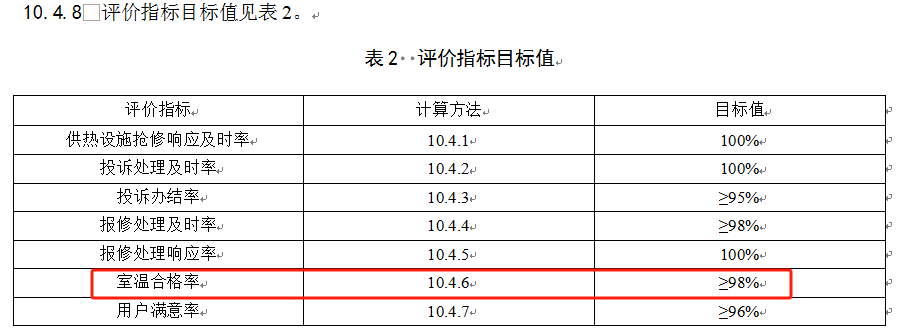 10.4.8 评价指标目标值见表 2。
表 2 评价指标目标值
评价指标 计算方法 目标值
供热设施抢修响应及时率 10.4.1 100%
投诉处理及时率 10.4.2 100%
投诉办结率 10.4.3 ≥95%
报修处理及时率 10.4.4 ≥98%
报修处理响应率 10.4.5 100%
室温合格率 10.4.6 ≥98%
用户满意率 10.4.7 ≥96%